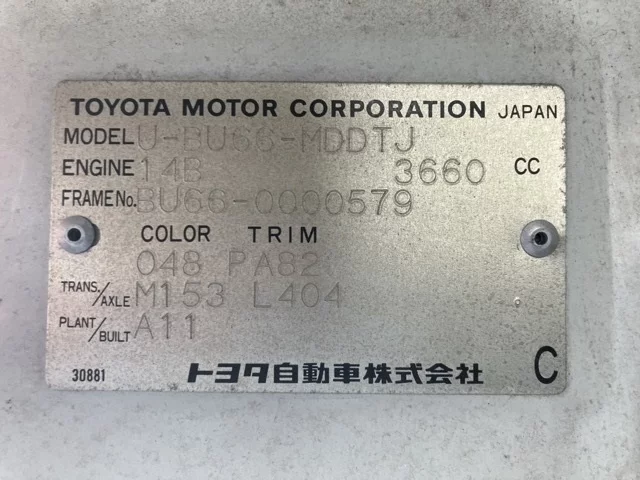 TOYOTA MOTOR CORPORATION JAPAN
MODEL U-BU66-MDDTJ
ENGINE 14B 3660 CC
FRAME No. BU66-0000579
COLOR TRIM
048 PA82
TRANS./AXLE M153 L404
PLANT/BUILT A11
30881 トヨタ自動車株式会社 C